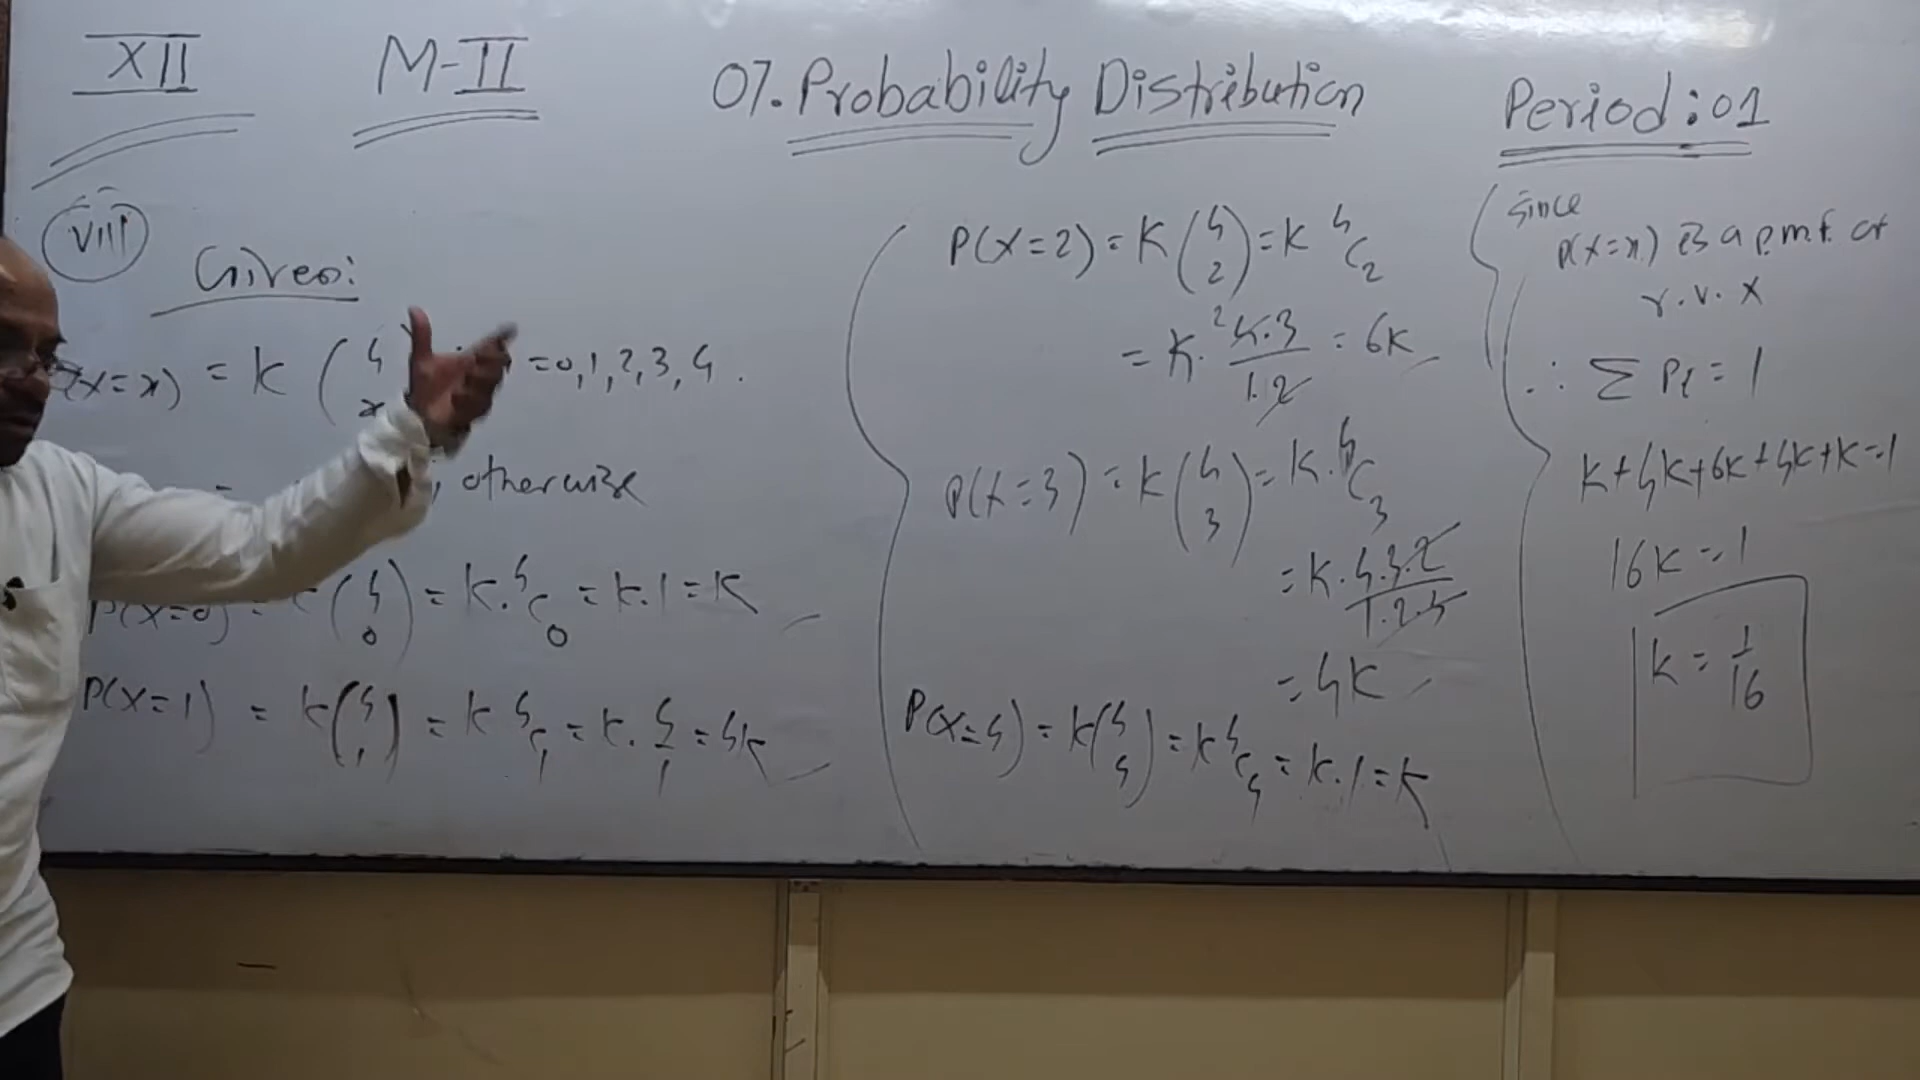 XII M-II 07. Probability Distribution Period: 01
VIII
Given:
(X=x) = k (4 x = 0, 1, 2, 3, 4.
= ; otherwise
P(X=0) = (4 0) = k. 4C0 = k.1 = k
P(X=1) = k(4 1) = k 4C1 = k. 4/1 = 4k
P(X=2) = k(4 2) = k 4C2
= k. 4.3/1.2 = 6k
P(X=3) = k(4 3) = k. 4C3
= k. 4.3.2/1.2.3
= 4k
P(X=4) = k(4 4) = k 4C4 = k.1 = k
Since
P(X=x) is a p.m.f. of
r.v. X
∴ Σ Pi = 1
k+4k+6k+4k+k=1
16k = 1
k = 1/16